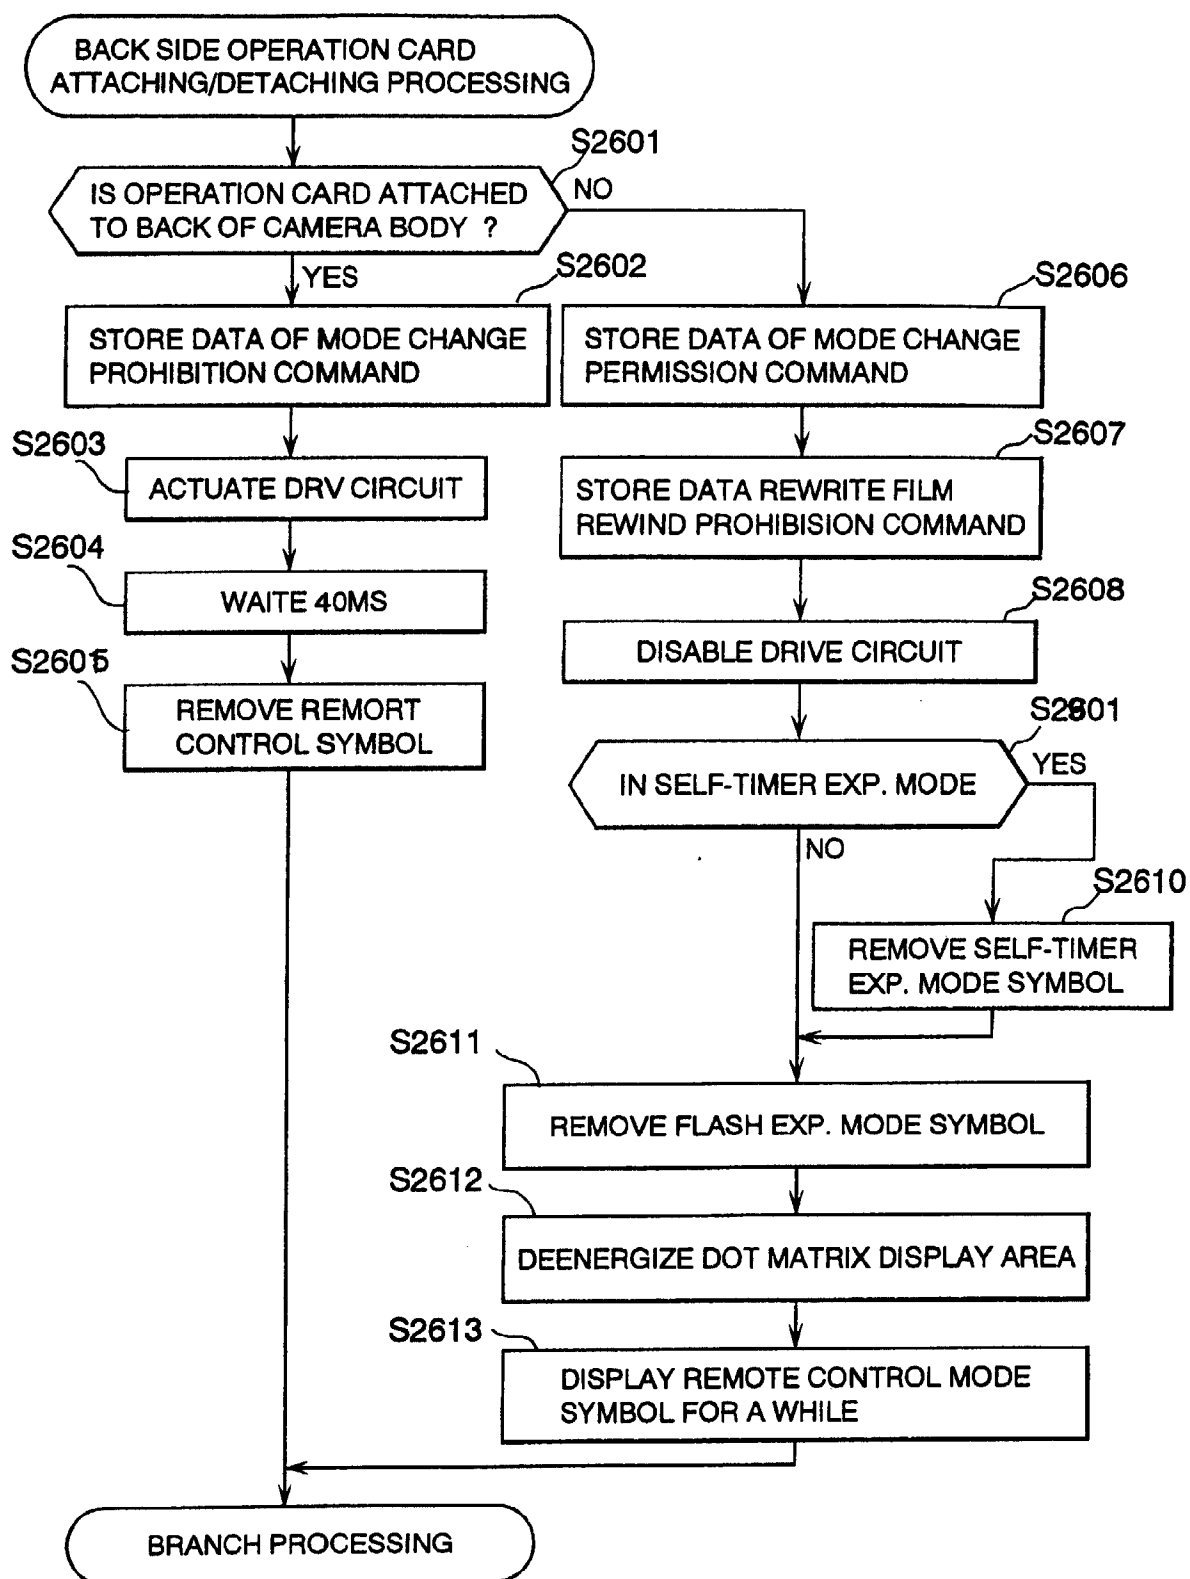 BACK SIDE OPERATION CARD
ATTACHING/DETACHING PROCESSING
S2601
IS OPERATION CARD ATTACHED
TO BACK OF CAMERA BODY ?
NO
YES
S2602
STORE DATA OF MODE CHANGE
PROHIBITION COMMAND
S2606
STORE DATA OF MODE CHANGE
PERMISSION COMMAND
S2603
ACTUATE DRV CIRCUIT
S2607
STORE DATA REWRITE FILM
REWIND PROHIBISION COMMAND
S2604
WAITE 40MS
S2608
DISABLE DRIVE CIRCUIT
REMOVE REMORT
CONTROL SYMBOL
IN SELF-TIMER EXP. MODE
YES
NO
S2610
REMOVE SELF-TIMER
EXP. MODE SYMBOL
S2611
REMOVE FLASH EXP. MODE SYMBOL
S2612
DEENERGIZE DOT MATRIX DISPLAY AREA
S2613
DISPLAY REMOTE CONTROL MODE
SYMBOL FOR A WHILE
BRANCH PROCESSING